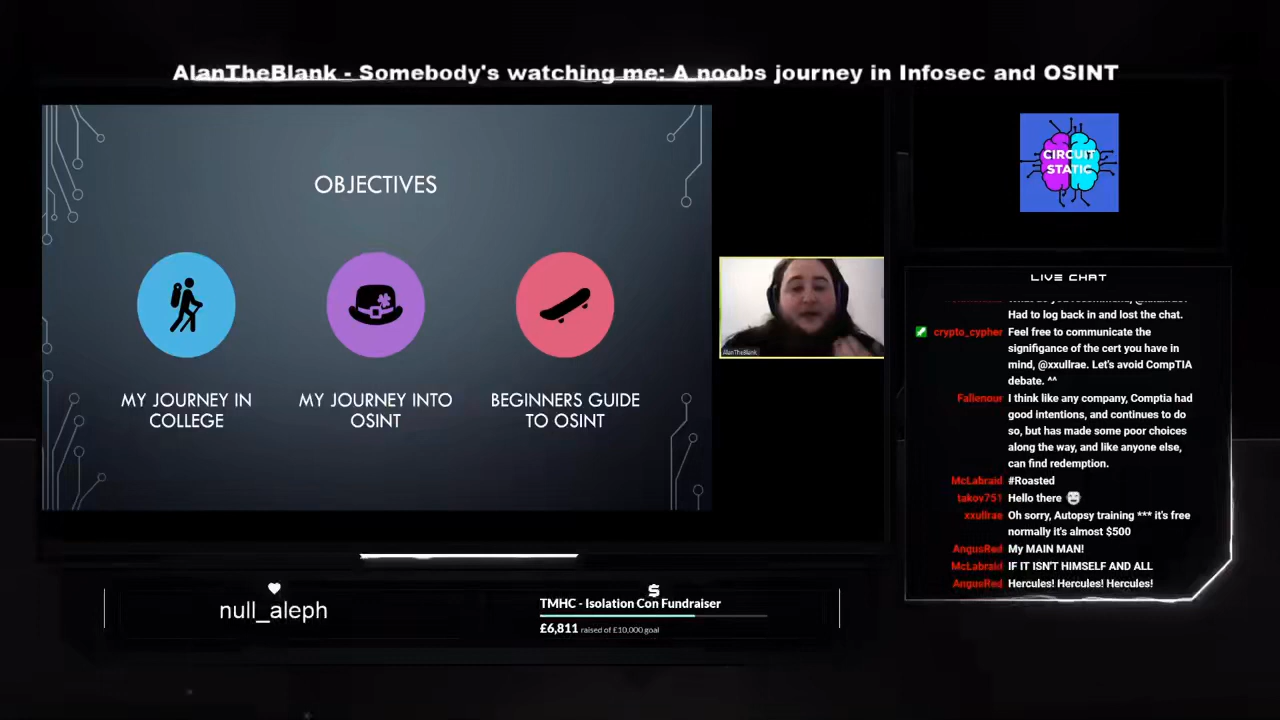 AlanTheBlank - Somebody's watching me: A noobs journey in Infosec and OSINT
OBJECTIVES
MY JOURNEY IN
COLLEGE
MY JOURNEY INTO
OSINT
BEGINNERS GUIDE
TO OSINT
AlanTheBlank
CIRCUIT
STATIC
LIVE CHAT
Had to log back in and lost the chat.
crypto_cypher Feel free to communicate the
signifigance of the cert you have in
mind, @xxullrae. Let's avoid CompTIA
debate. ^^
Fallenour I think like any company, Comptia had
good intentions, and continues to do
so, but has made some poor choices
along the way, and like anyone else,
can find redemption.
McLabraid #Roasted
takov751 Hello there
xxullrae Oh sorry, Autopsy training *** it's free
normally it's almost $500
AngusRed My MAIN MAN!
McLabraid IF IT ISN'T HIMSELF AND ALL
AngusRed Hercules! Hercules! Hercules!
null_aleph
$
TMHC - Isolation Con Fundraiser
£6,811 raised of £10,000 goal